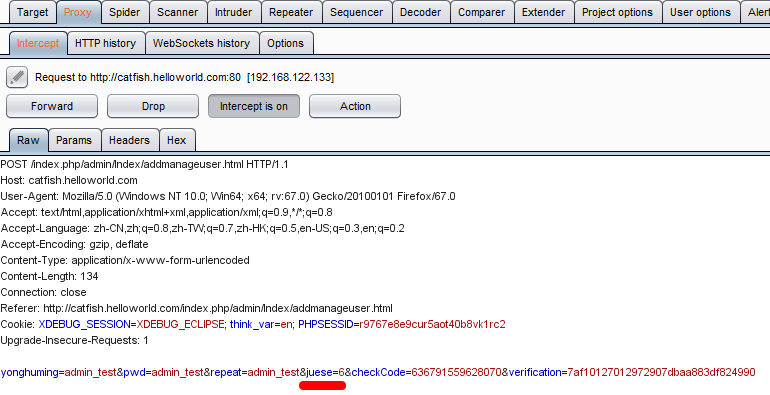 Target Proxy Spider Scanner Intruder Repeater Sequencer Decoder Comparer Extender Project options User options Alert
Intercept HTTP history WebSockets history Options
Request to http://catfish.helloworld.com:80 [192.168.122.133]
Forward Drop Intercept is on Action
Raw Params Headers Hex
POST /index.php/admin/Index/addmanageuser.html HTTP/1.1
Host: catfish.helloworld.com
User-Agent: Mozilla/5.0 (Windows NT 10.0; Win64; x64; rv:67.0) Gecko/20100101 Firefox/67.0
Accept: text/html,application/xhtml+xml,application/xml;q=0.9,*/*;q=0.8
Accept-Language: zh-CN,zh;q=0.8,zh-TW;q=0.7,zh-HK;q=0.5,en-US;q=0.3,en;q=0.2
Accept-Encoding: gzip, deflate
Content-Type: application/x-www-form-urlencoded
Content-Length: 134
Connection: close
Referer: http://catfish.helloworld.com/index.php/admin/Index/addmanageuser.html
Cookie: XDEBUG_SESSION=XDEBUG_ECLIPSE; think_var=en; PHPSESSID=r9767e8e9cur5aot40b8vk1rc2
Upgrade-Insecure-Requests: 1
yonghuming=admin_test&pwd=admin_test&repeat=admin_test&juese=6&checkCode=636791559628070&verification=7af10127012972907dbaa883df824990